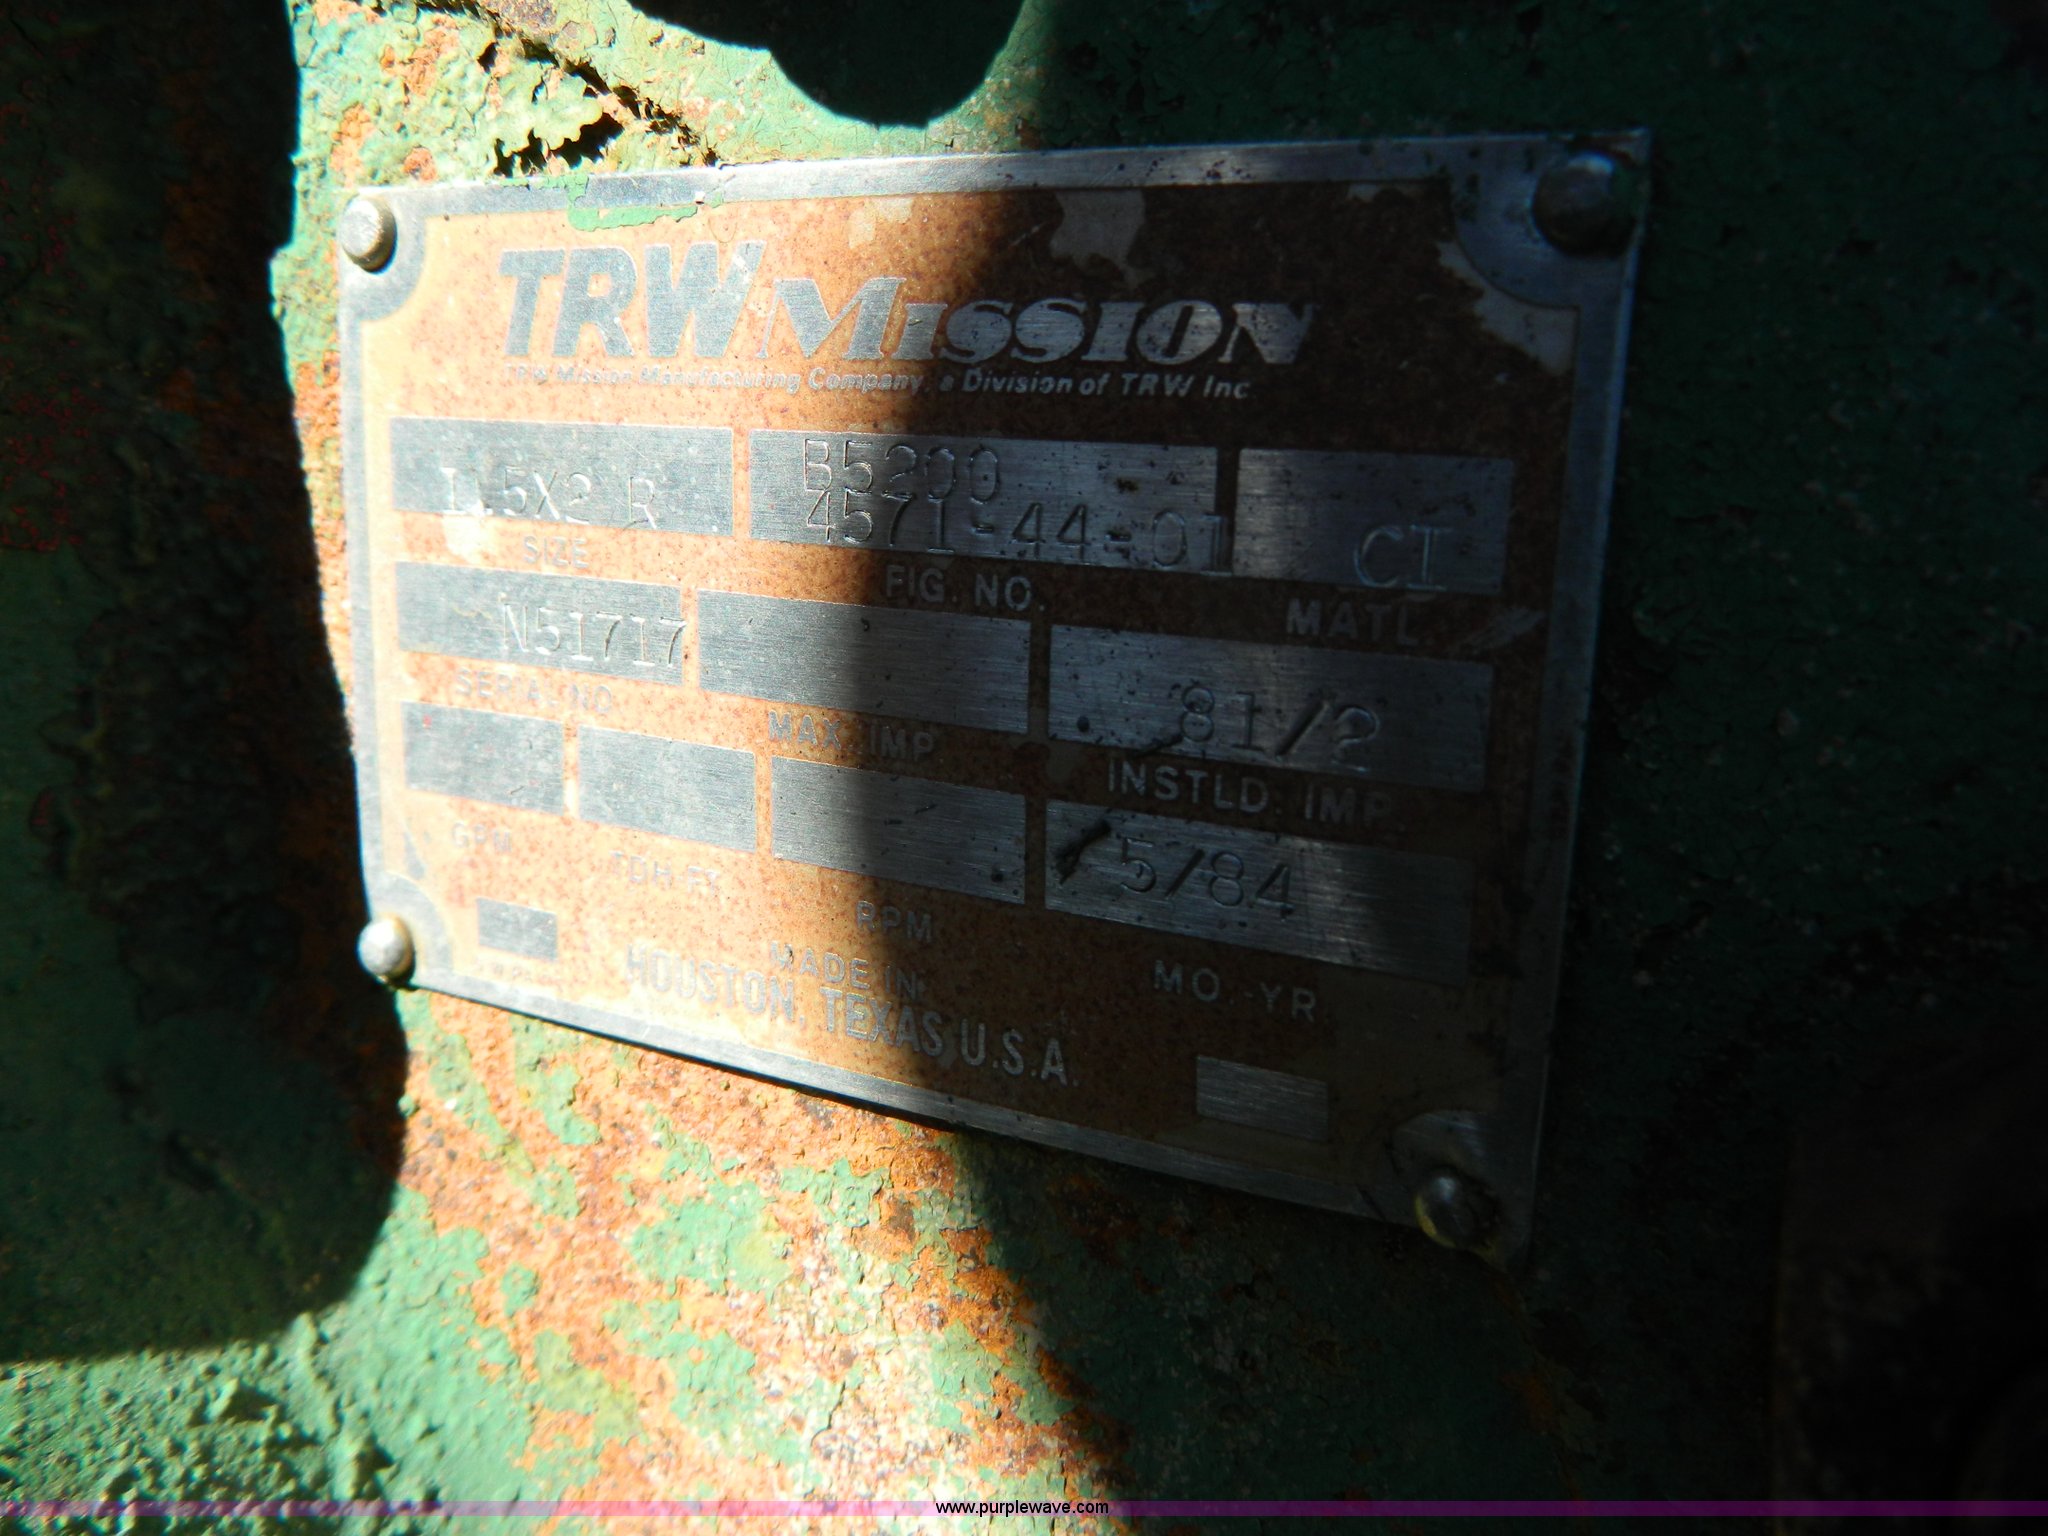 TRW MISSION
TRW Mission Manufacturing Company, a Division of TRW Inc.
1.5X2 R
SIZE
B5200
4571-44-01
FIG. NO.
CI
MATL.
N51717
SERIAL NO
MAX. IMP
81/2
INSTLD. IMP.
GPM
TDH-FT
RPM
5/84
MO.-YR
MADE IN
HOUSTON, TEXAS U.S.A.
www.purplewave.com